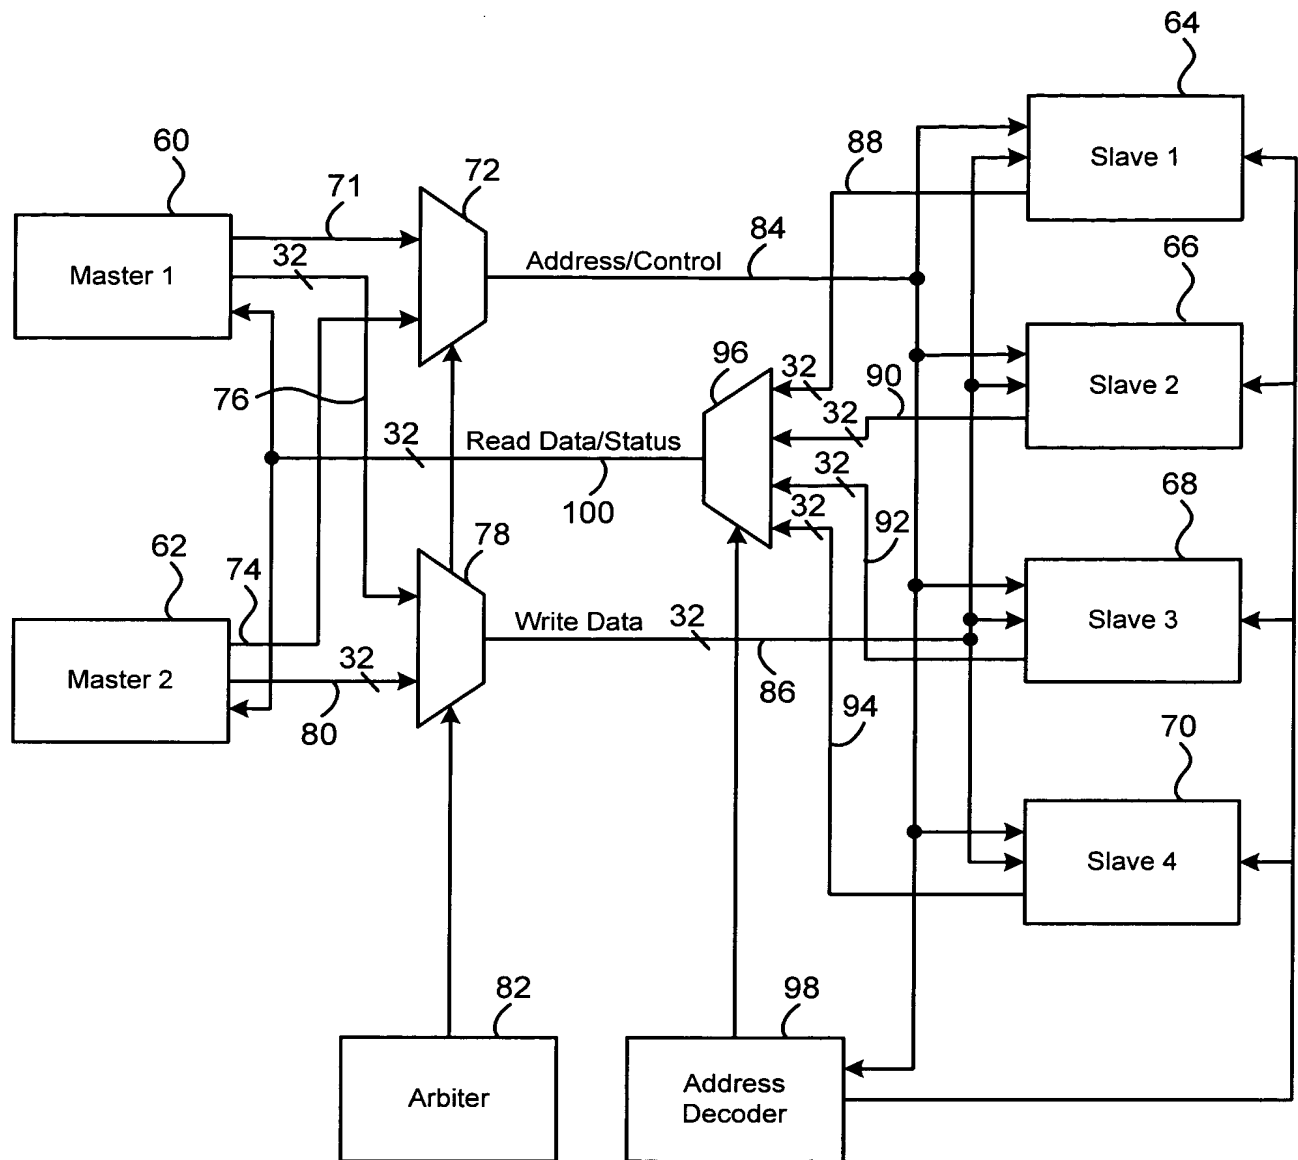 64
60
72
88
71
Slave 1
32
84
Master 1
Address/Control
66
96
32
90
Slave 2
76
32
32
Read Data/Status
32
100
32
92
68
62
74
78
Write Data
32
Slave 3
Master 2
32
80
86
94
70
Slave 4
82
98
Arbiter
Address
Decoder